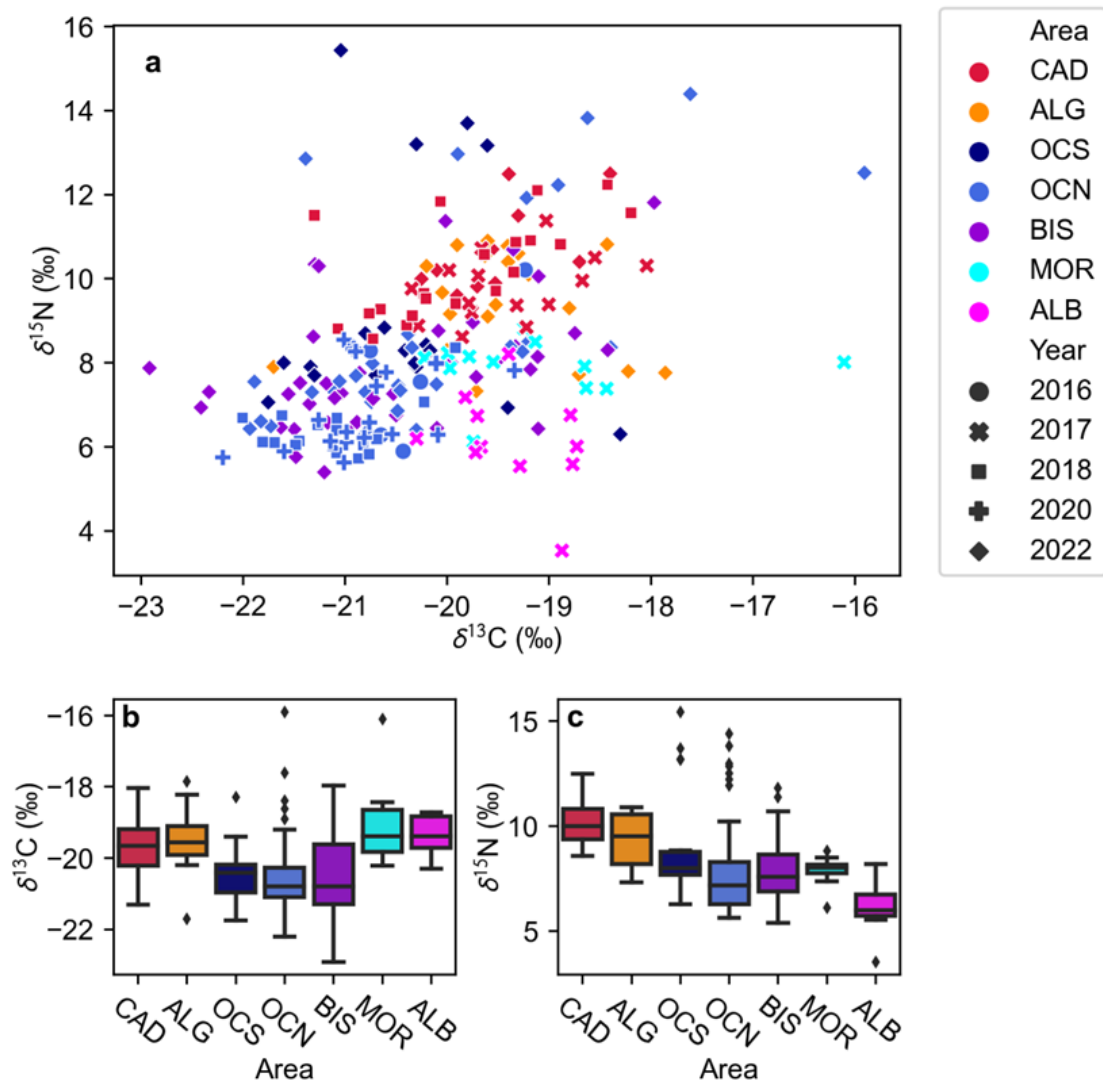 a
16
14
12
10
8
6
4
δ15N (‰)
−23 −22 −21 −20 −19 −18 −17 −16
δ13C (‰)
Area
CAD
ALG
OCS
OCN
BIS
MOR
ALB
Year
2016
2017
2018
2020
2022
b
−16
−18
−20
−22
δ13C (‰)
CAD ALG OCS OCN BIS MOR ALB
Area
c
15
10
5
δ15N (‰)
CAD ALG OCS OCN BIS MOR ALB
Area